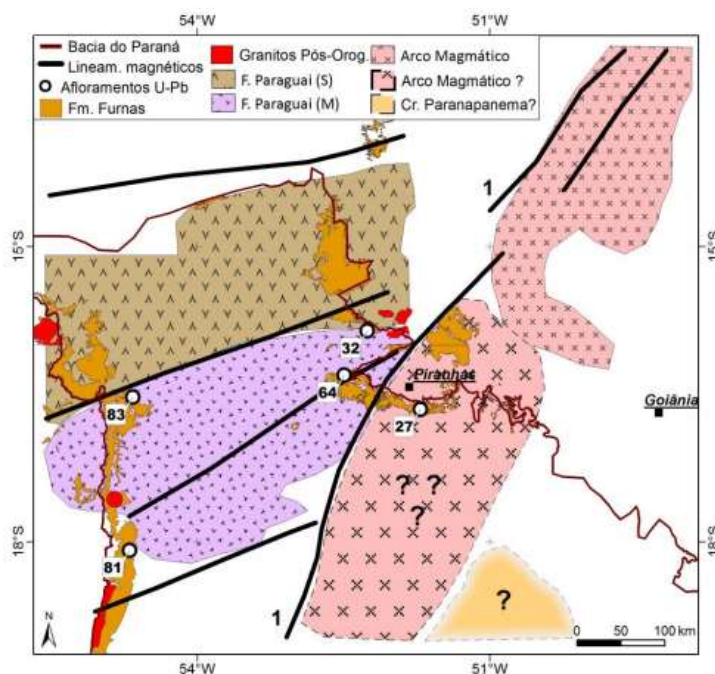 54°W
51°W
Bacia do Paraná
Lineam. magnéticos
Afloramentos U-Pb
Fm. Furnas
Granitos Pós-Orog.
F. Paraguai (S)
F. Paraguai (M)
Arco Magmático
Arco Magmático ?
Cr. Paranapanema?
1
15°S
15°S
32
64
Piranhas
Goiânia
83
27
? ?
?
18°S
18°S
81
?
1
N
0 50 100 km
54°W
51°W